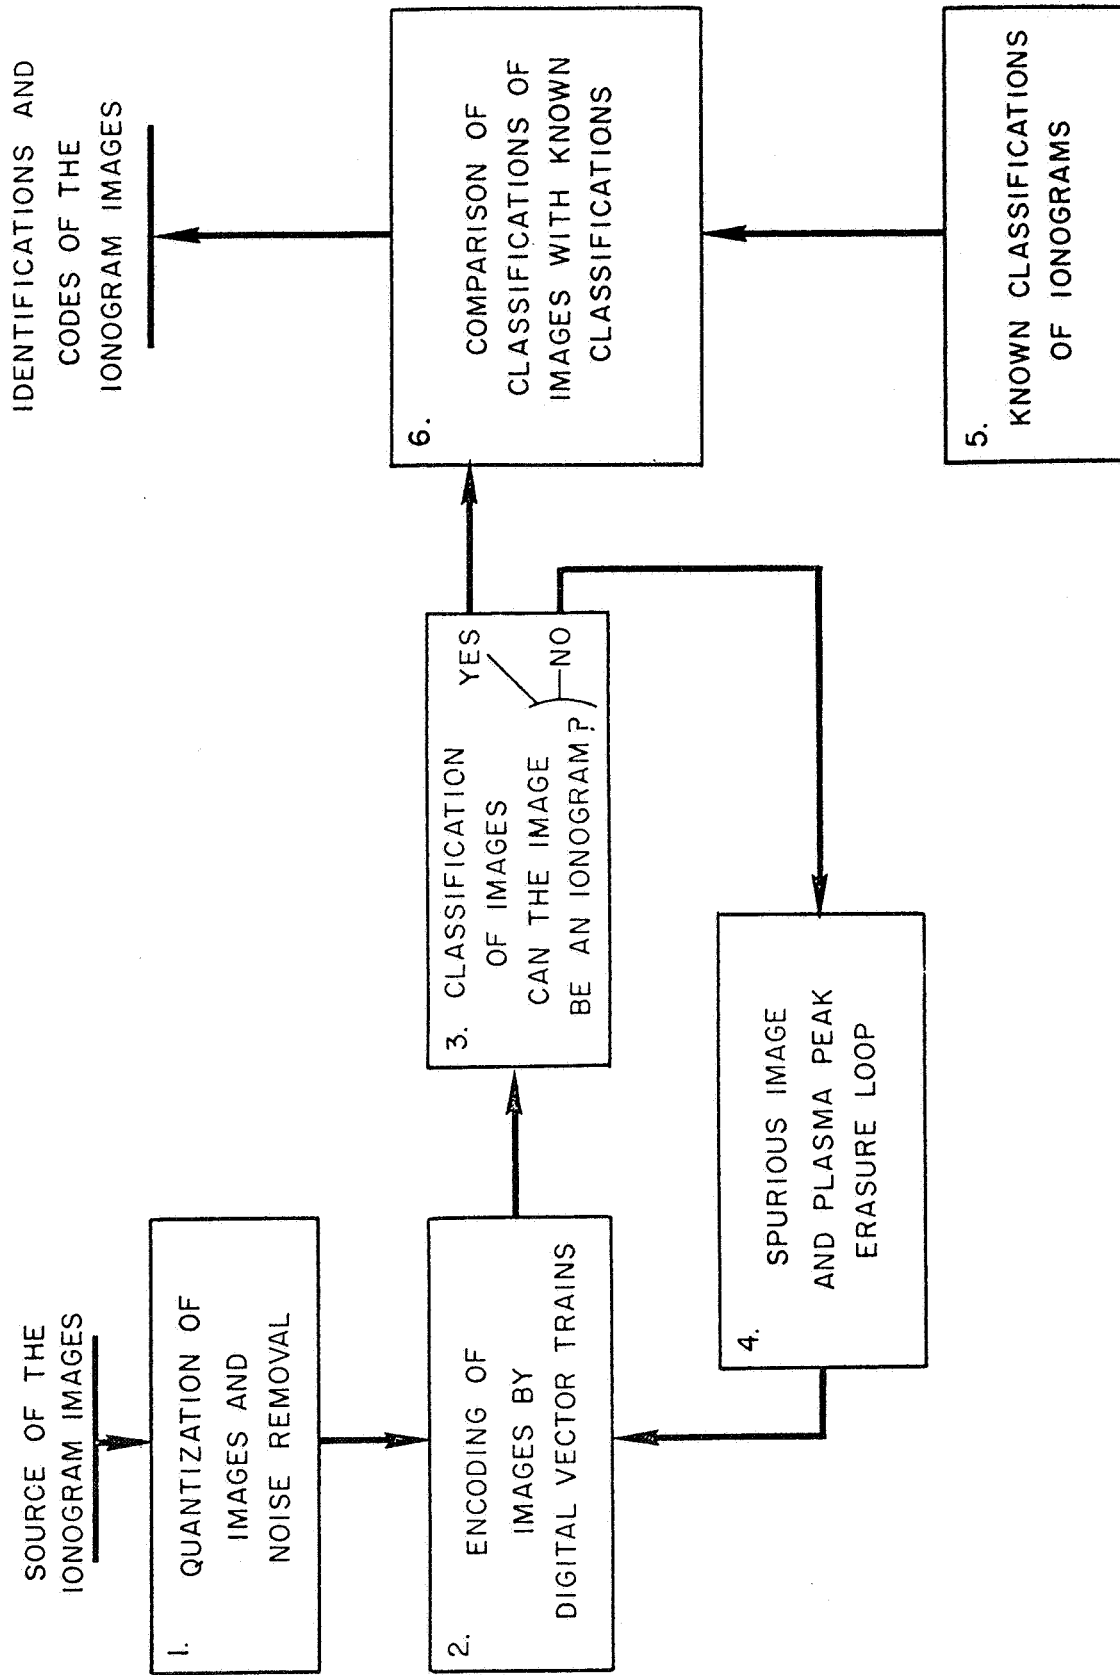 SOURCE OF THE
IONOGRAM IMAGES
1.
QUANTIZATION OF
IMAGES AND
NOISE REMOVAL
2.
ENCODING OF
IMAGES BY
DIGITAL VECTOR TRAINS
3. CLASSIFICATION
OF IMAGES
CAN THE IMAGE
BE AN IONOGRAM?
YES
NO
4.
SPURIOUS IMAGE
AND PLASMA PEAK
ERASURE LOOP
5.
KNOWN CLASSIFICATIONS
OF IONOGRAMS
6.
COMPARISON OF
CLASSIFICATIONS OF
IMAGES WITH KNOWN
CLASSIFICATIONS
IDENTIFICATIONS AND
CODES OF THE
IONOGRAM IMAGES